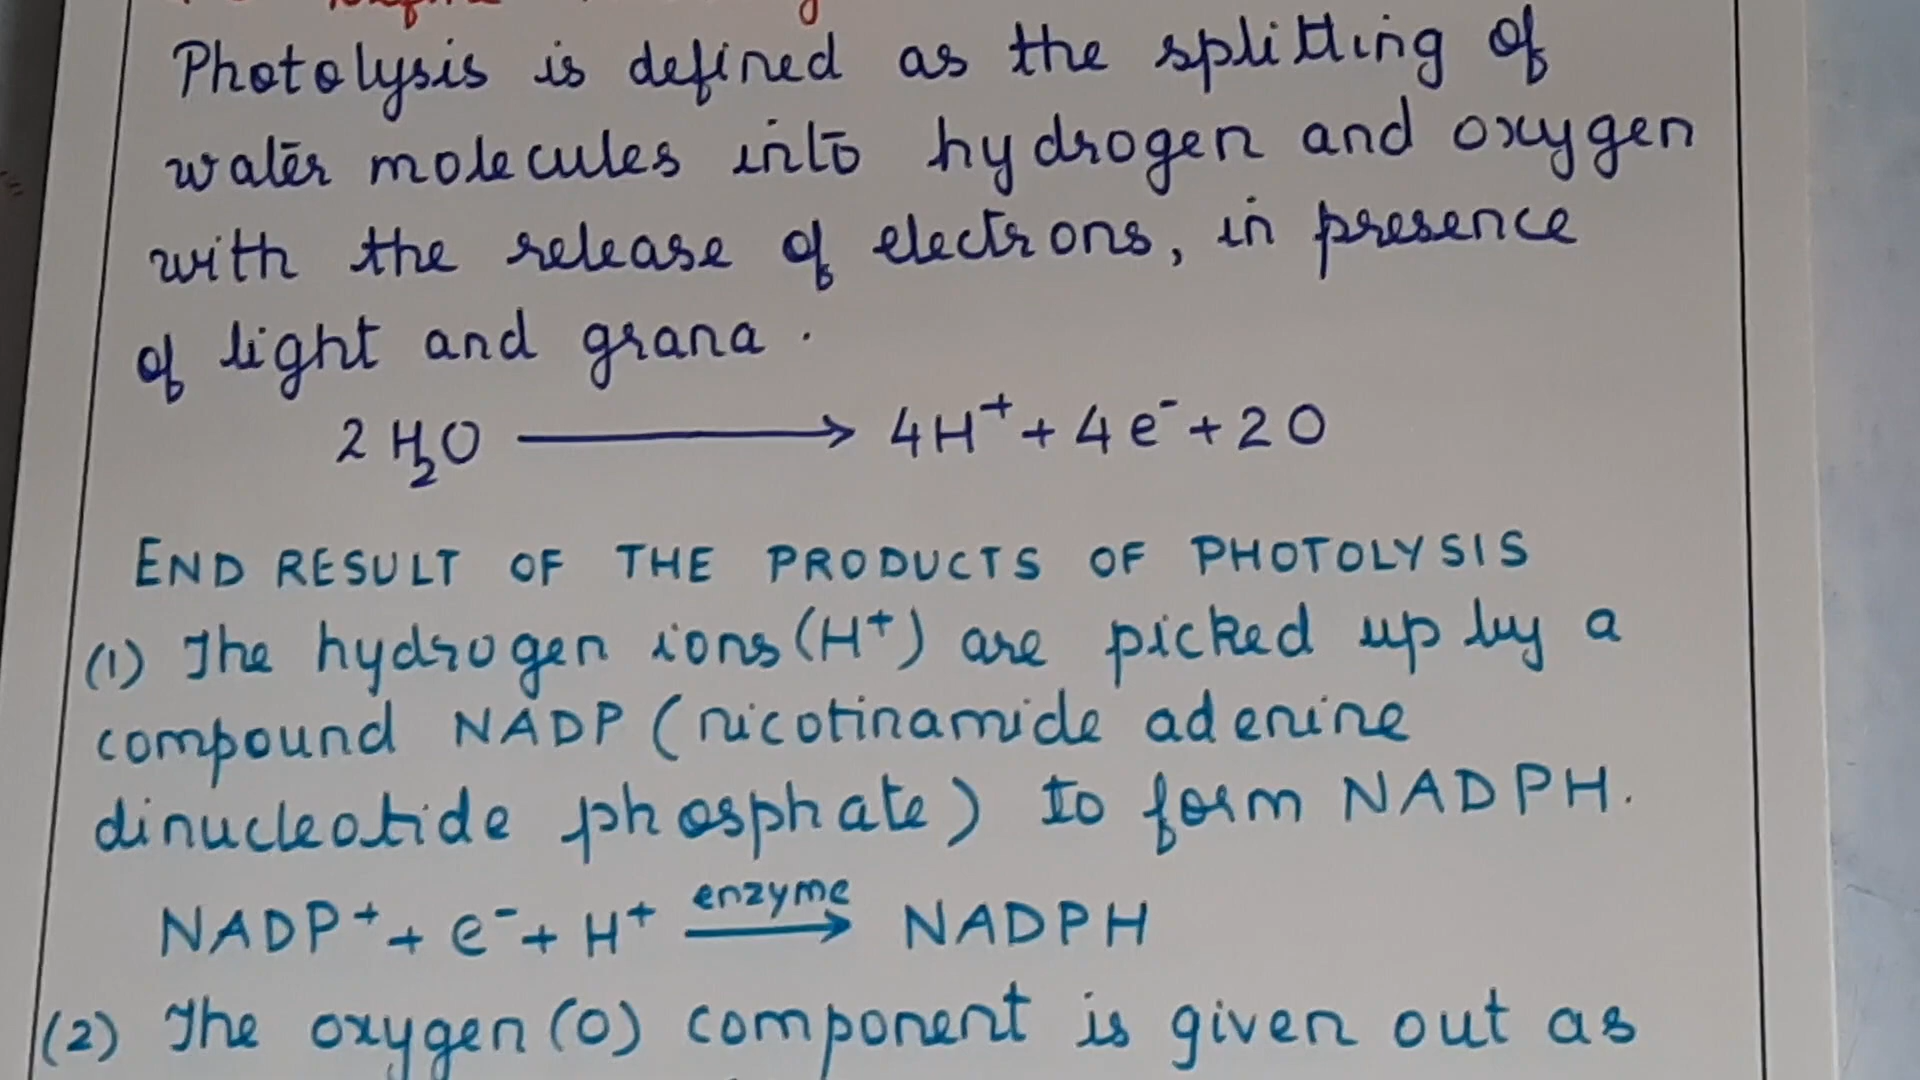 Photolysis is defined as the splitting of
water molecules into hydrogen and oxygen
with the release of electrons, in presence
of light and grana.
2H₂O → 4H⁺ + 4e⁻ + 2O
END RESULT OF THE PRODUCTS OF PHOTOLYSIS
(1) The hydrogen ions (H⁺) are picked up by a
compound NADP (nicotinamide adenine
dinucleotide phosphate) to form NADPH.
NADP⁺ + e⁻ + H⁺ enzyme→ NADPH
(2) The oxygen (O) component is given out as